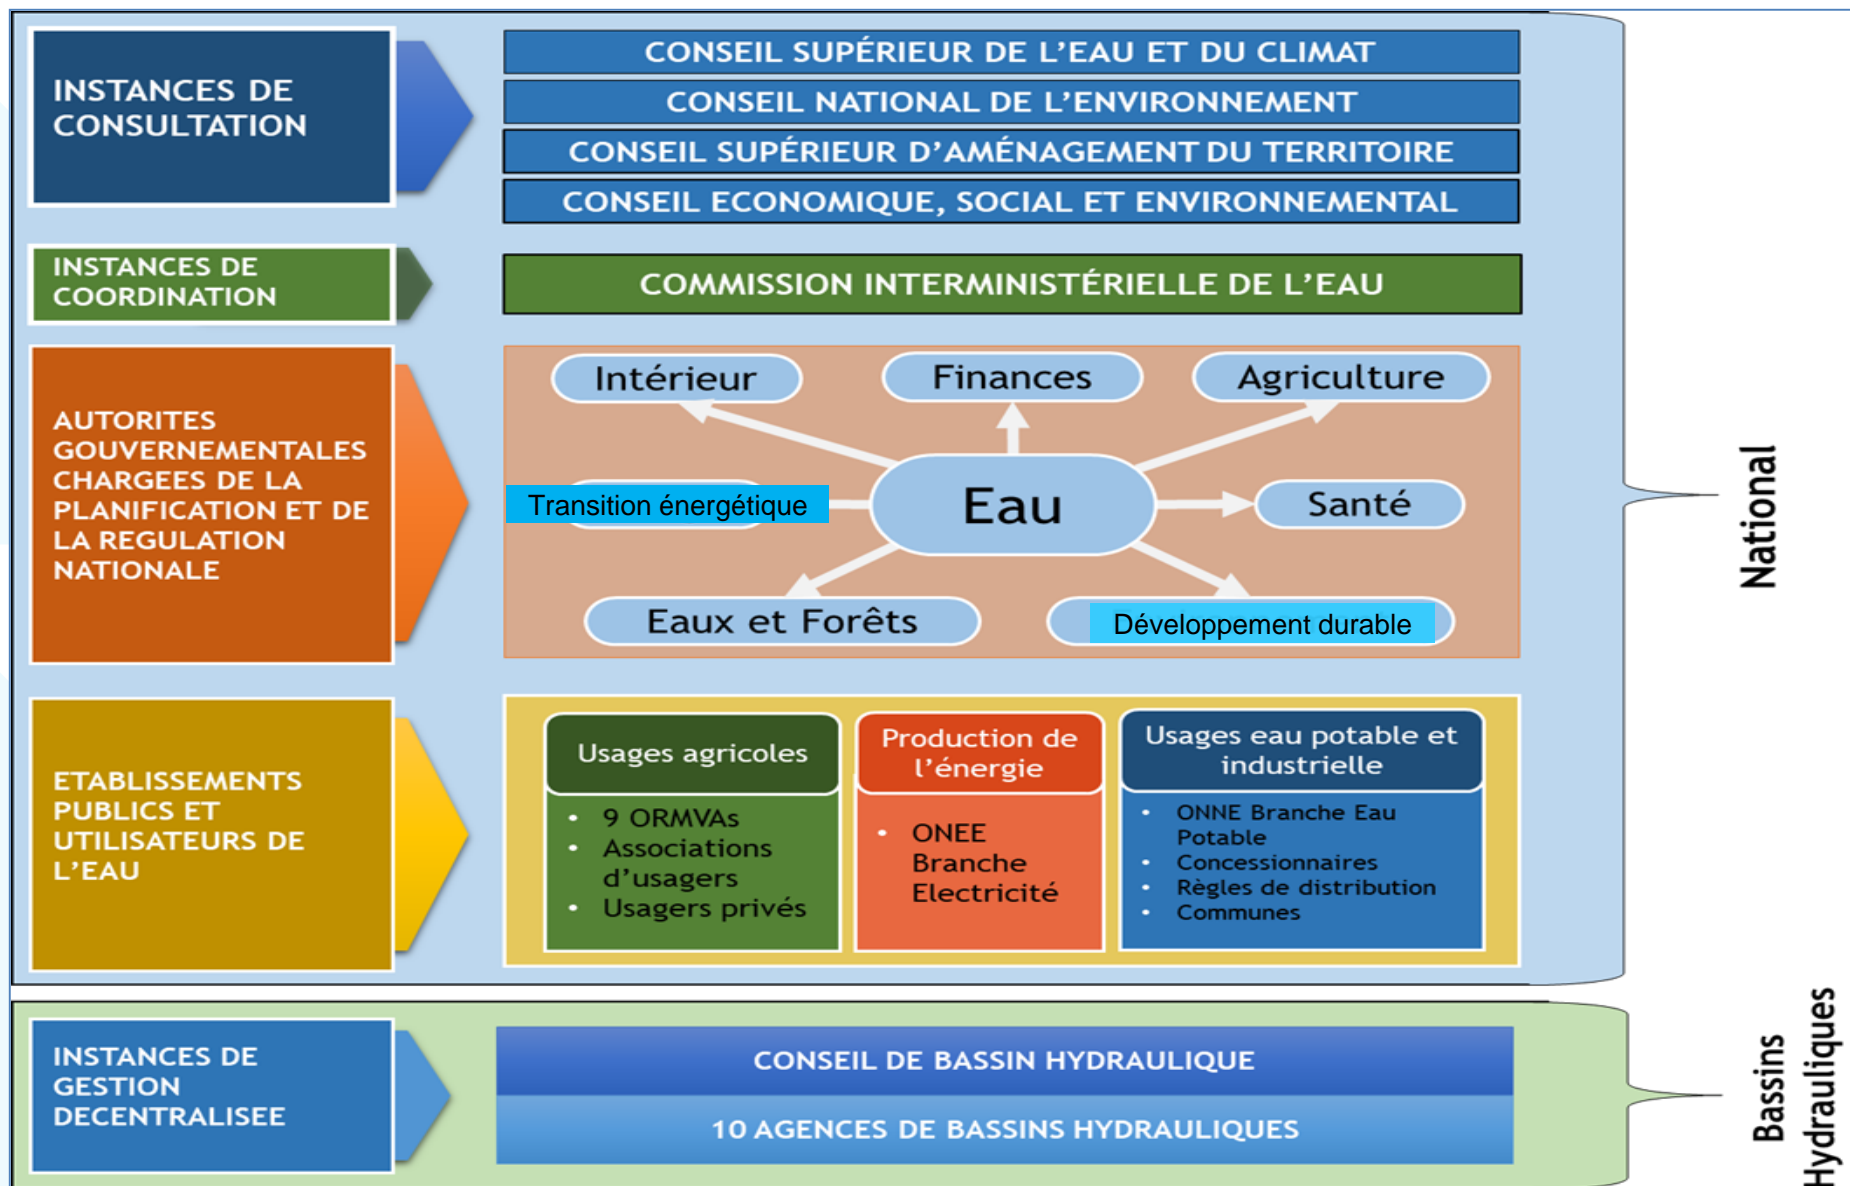 INSTANCES DE
CONSULTATION
CONSEIL SUPÉRIEUR DE L'EAU ET DU CLIMAT
CONSEIL NATIONAL DE L'ENVIRONNEMENT
CONSEIL SUPÉRIEUR D'AMÉNAGEMENT DU TERRITOIRE
CONSEIL ECONOMIQUE, SOCIAL ET ENVIRONNEMENTAL
INSTANCES DE
COORDINATION
COMMISSION INTERMINISTÉRIELLE DE L'EAU
AUTORITES
GOUVERNEMENTALES
CHARGEES DE LA
PLANIFICATION ET DE
LA REGULATION
NATIONALE
Intérieur
Finances
Agriculture
Transition énergétique
Eau
Santé
Eaux et Forêts
Développement durable
ETABLISSEMENTS
PUBLICS ET
UTILISATEURS DE
L'EAU
Usages agricoles
• 9 ORMVAs
• Associations
d'usagers
• Usagers privés
Production de
l'énergie
• ONEE
Branche
Electricité
Usages eau potable et
industrielle
• ONNE Branche Eau
Potable
• Concessionnaires
• Règles de distribution
• Communes
National
INSTANCES DE
GESTION
DECENTRALISEE
CONSEIL DE BASSIN HYDRAULIQUE
10 AGENCES DE BASSINS HYDRAULIQUES
Bassins
Hydrauliques